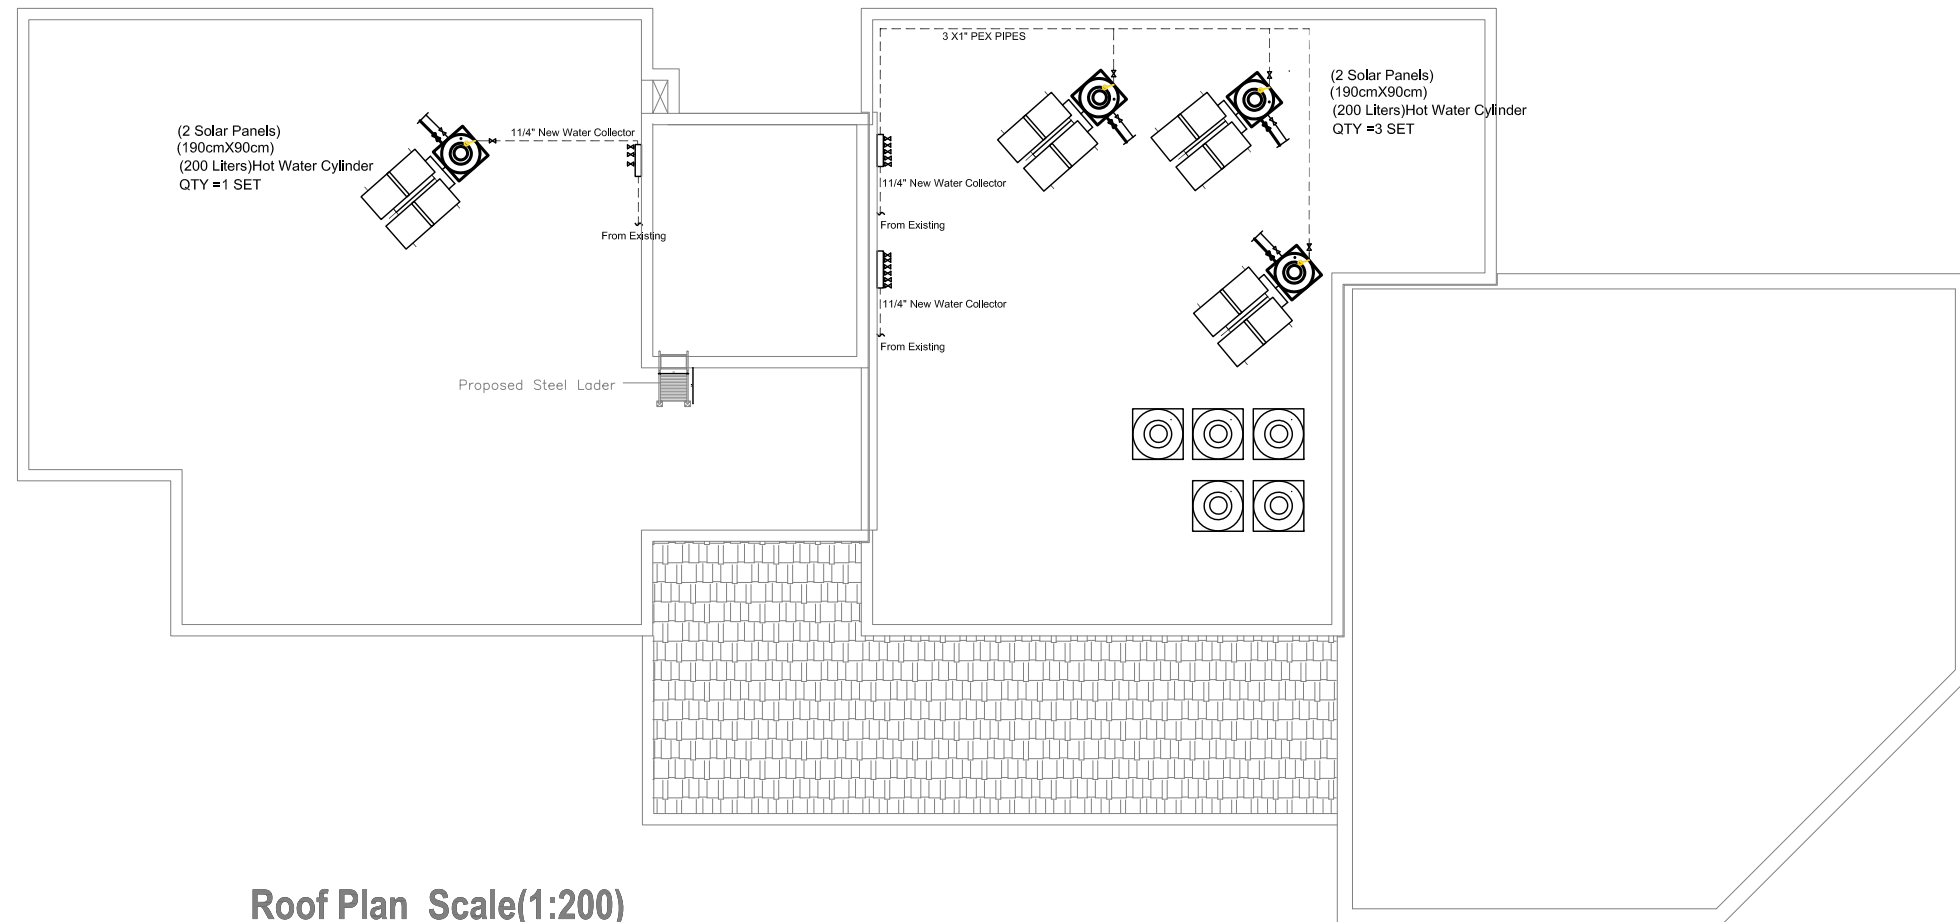 3 X1" PEX PIPES
(2 Solar Panels)
(190cmX90cm)
(200 Liters)Hot Water Cylinder
QTY =3 SET
(2 Solar Panels)
(190cmX90cm)
(200 Liters)Hot Water Cylinder
QTY =1 SET
11/4" New Water Collector
From Existing
11/4" New Water Collector
From Existing
11/4" New Water Collector
From Existing
Proposed Steel Lader
Roof Plan Scale(1:200)